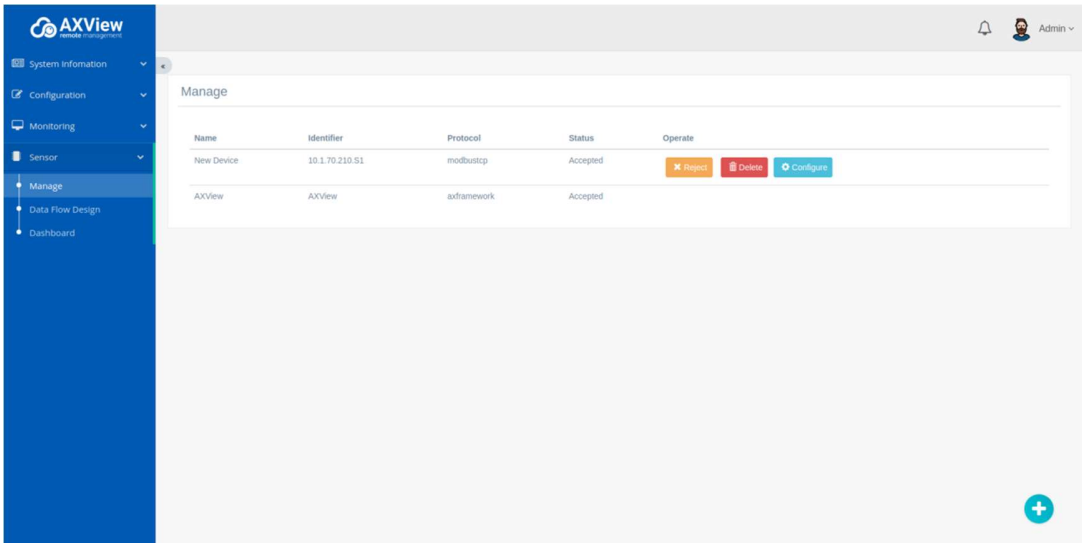 AXView
remote management
Admin
System Infomation
Configuration
Monitoring
Sensor
Manage
Data Flow Design
Dashboard
«
Manage
Name Identifier Protocol Status Operate
New Device 10.1.70.210.S1 modbustcp Accepted Reject Delete Configure
AXView AXView axframework Accepted